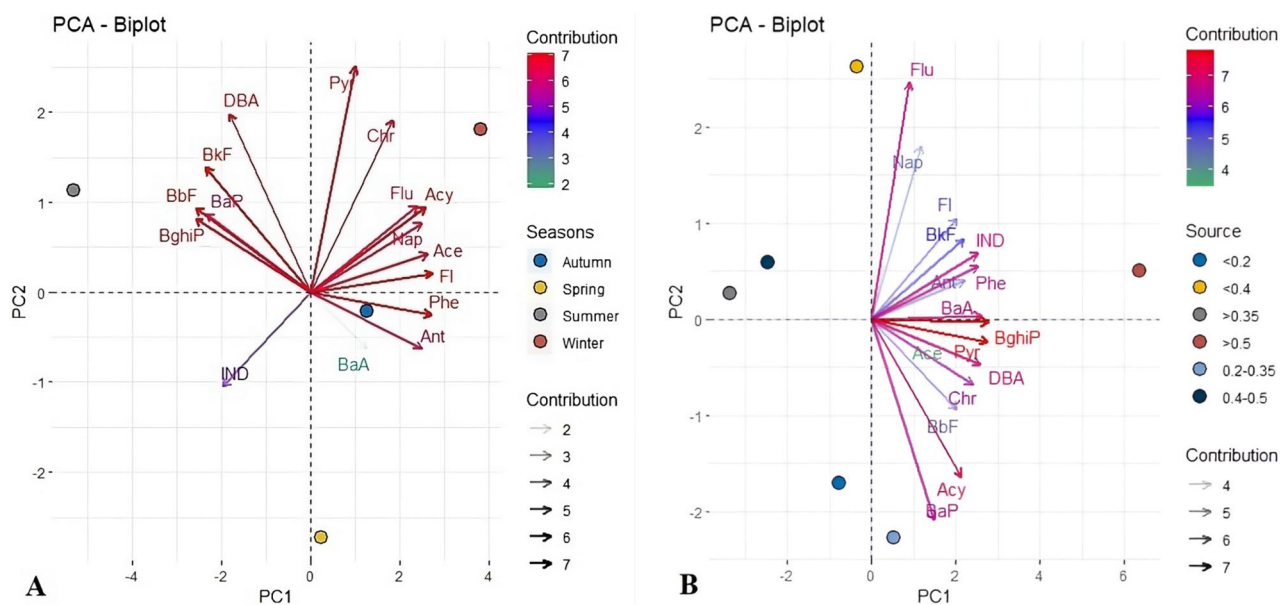 PCA - Biplot
PC2
2
1
0
-1
-2
-4
-2
0
2
4
PC1
Pyr
DBA
Chr
BkF
BbF
BaP
BghiP
Flu
Acy
Nap
Ace
Fl
Phe
Ant
BaA
IND
A
Contribution
7
6
5
4
3
2
Seasons
Autumn
Spring
Summer
Winter
Contribution
2
3
4
5
6
7
PCA - Biplot
PC2
2
1
0
-1
-2
-2
0
2
4
6
PC1
Flu
Nap
Fl
BkF
IND
Ant
Phe
BaA
BghiP
Ace
Pyr
DBA
Chr
BbF
Acy
BaP
B
Contribution
7
6
5
4
Source
<0.2
<0.4
>0.35
>0.5
0.2-0.35
0.4-0.5
Contribution
4
5
6
7